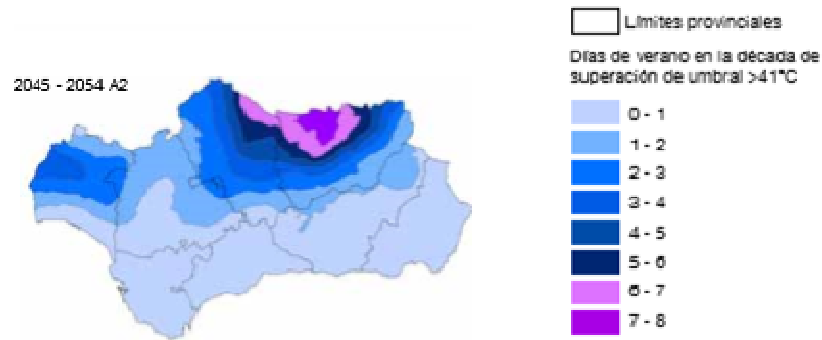 2045 - 2054 A2
Límites provinciales
Días de verano en la década de
superación de umbral >41°C
0 - 1
1 - 2
2 - 3
3 - 4
4 - 5
5 - 6
6 - 7
7 - 8